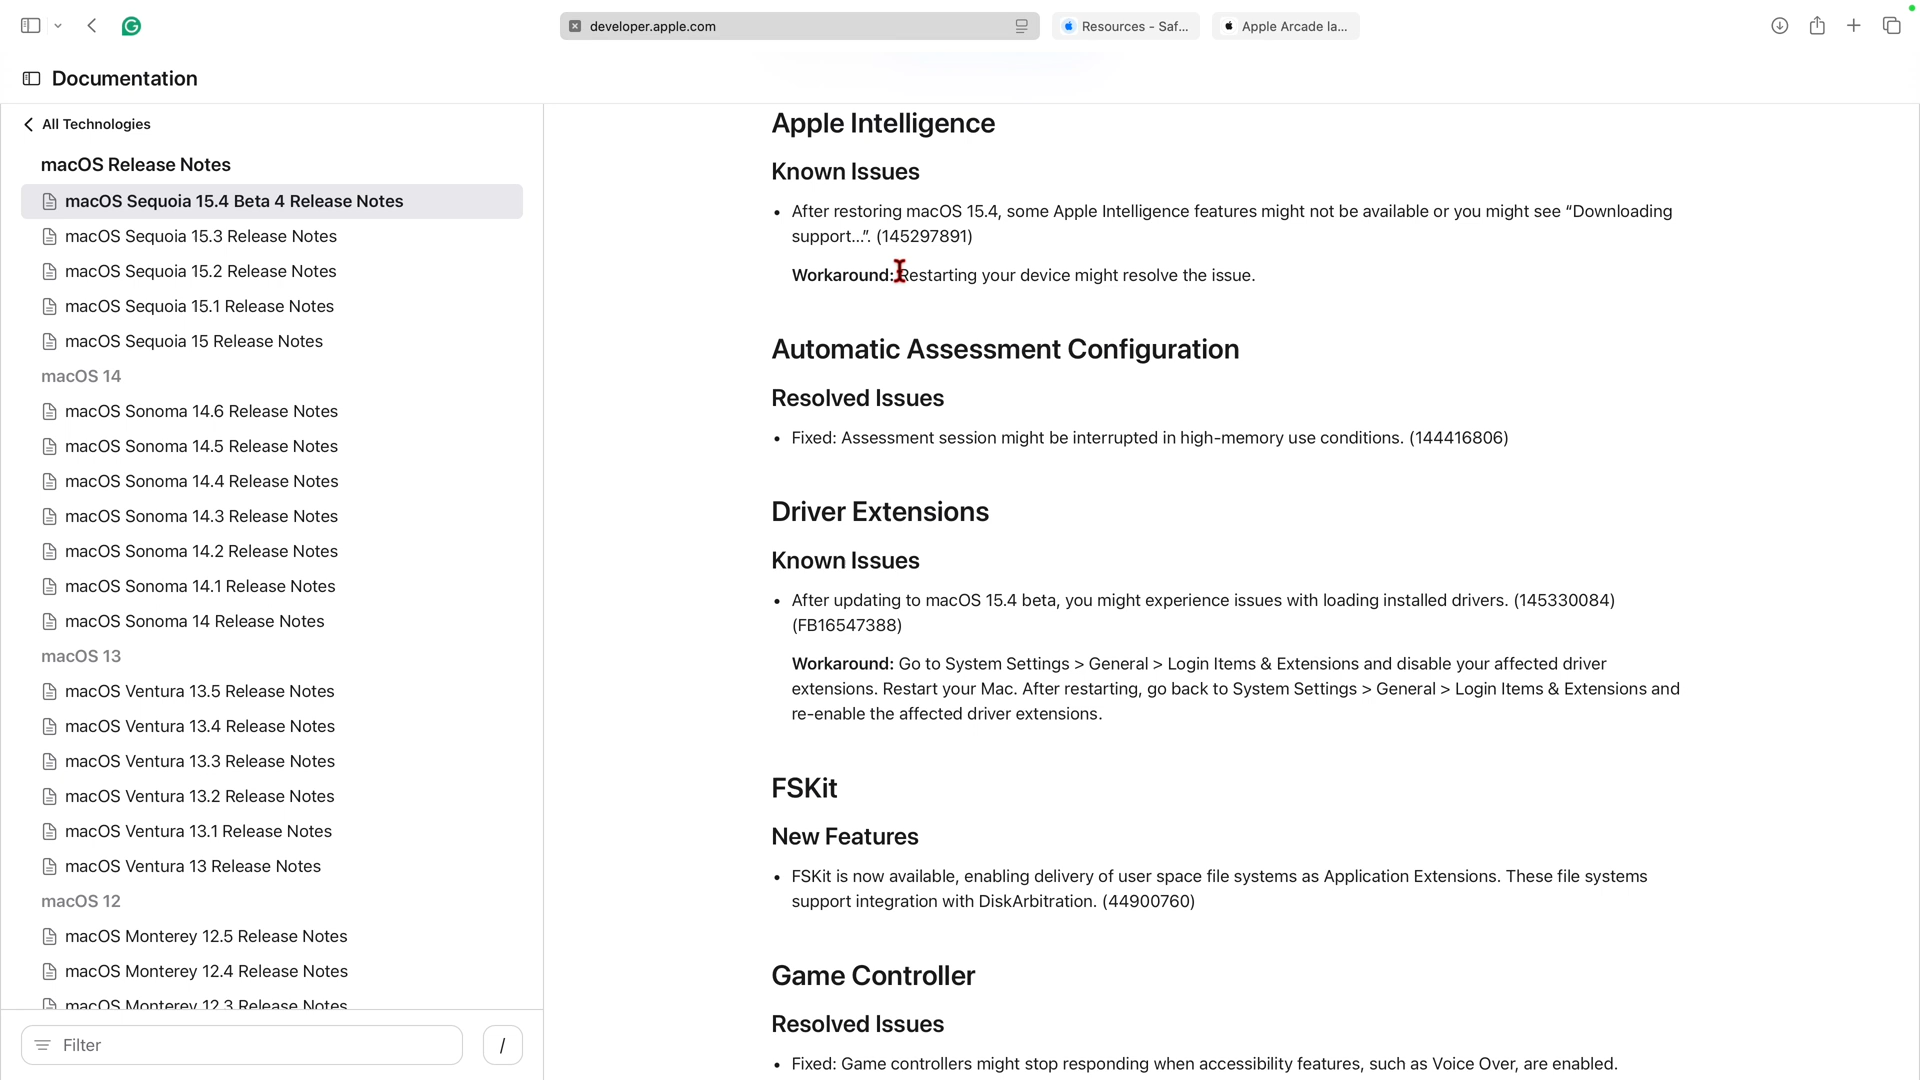 developer.apple.com
Resources - Saf...
Apple Arcade la...
Documentation
All Technologies
macOS Release Notes
macOS Sequoia 15.4 Beta 4 Release Notes
macOS Sequoia 15.3 Release Notes
macOS Sequoia 15.2 Release Notes
macOS Sequoia 15.1 Release Notes
macOS Sequoia 15 Release Notes
macOS 14
macOS Sonoma 14.6 Release Notes
macOS Sonoma 14.5 Release Notes
macOS Sonoma 14.4 Release Notes
macOS Sonoma 14.3 Release Notes
macOS Sonoma 14.2 Release Notes
macOS Sonoma 14.1 Release Notes
macOS Sonoma 14 Release Notes
macOS 13
macOS Ventura 13.5 Release Notes
macOS Ventura 13.4 Release Notes
macOS Ventura 13.3 Release Notes
macOS Ventura 13.2 Release Notes
macOS Ventura 13.1 Release Notes
macOS Ventura 13 Release Notes
macOS 12
macOS Monterey 12.5 Release Notes
macOS Monterey 12.4 Release Notes
macOS Monterey 12.3 Release Notes
Filter
/
Apple Intelligence
Known Issues
• After restoring macOS 15.4, some Apple Intelligence features might not be available or you might see “Downloading
support…”. (145297891)
Workaround: Restarting your device might resolve the issue.
Automatic Assessment Configuration
Resolved Issues
• Fixed: Assessment session might be interrupted in high-memory use conditions. (144416806)
Driver Extensions
Known Issues
• After updating to macOS 15.4 beta, you might experience issues with loading installed drivers. (145330084)
(FB16547388)
Workaround: Go to System Settings > General > Login Items & Extensions and disable your affected driver
extensions. Restart your Mac. After restarting, go back to System Settings > General > Login Items & Extensions and
re-enable the affected driver extensions.
FSKit
New Features
• FSKit is now available, enabling delivery of user space file systems as Application Extensions. These file systems
support integration with DiskArbitration. (44900760)
Game Controller
Resolved Issues
• Fixed: Game controllers might stop responding when accessibility features, such as Voice Over, are enabled.